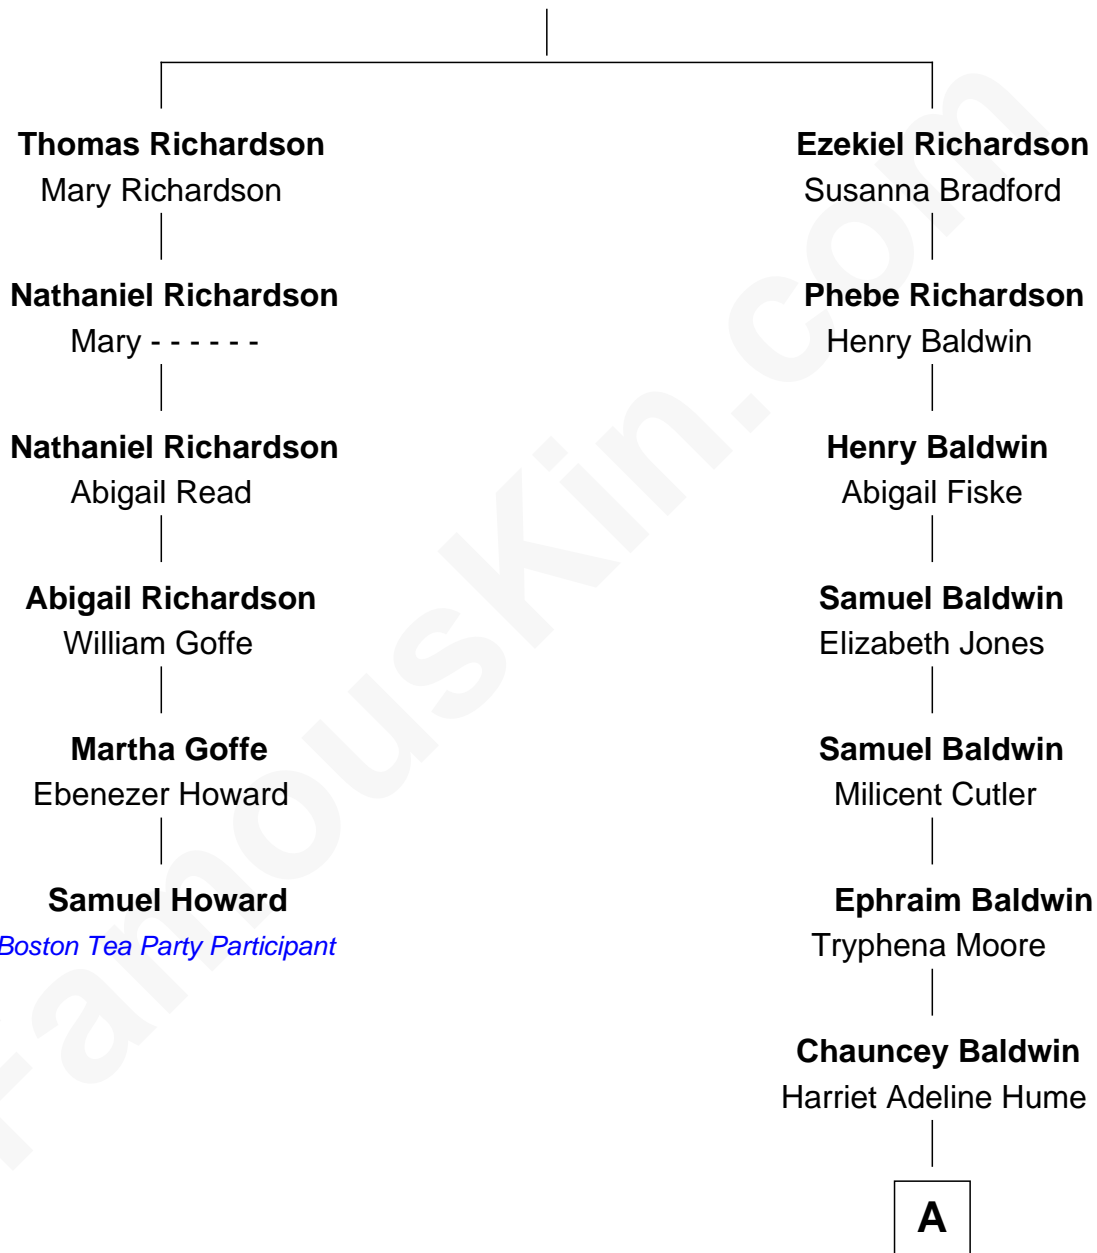 Thomas Richardson
Mary Richardson
Nathaniel Richardson
Mary - - - - - -
Nathaniel Richardson
Abigail Read
Abigail Richardson
William Goffe
Martha Goffe
Ebenezer Howard
Samuel Howard
Boston Tea Party Participant
Ezekiel Richardson
Susanna Bradford
Phebe Richardson
Henry Baldwin
Henry Baldwin
Abigail Fiske
Samuel Baldwin
Elizabeth Jones
Samuel Baldwin
Milicent Cutler
Ephraim Baldwin
Tryphena Moore
Chauncey Baldwin
Harriet Adeline Hume
A
FamousKin.com